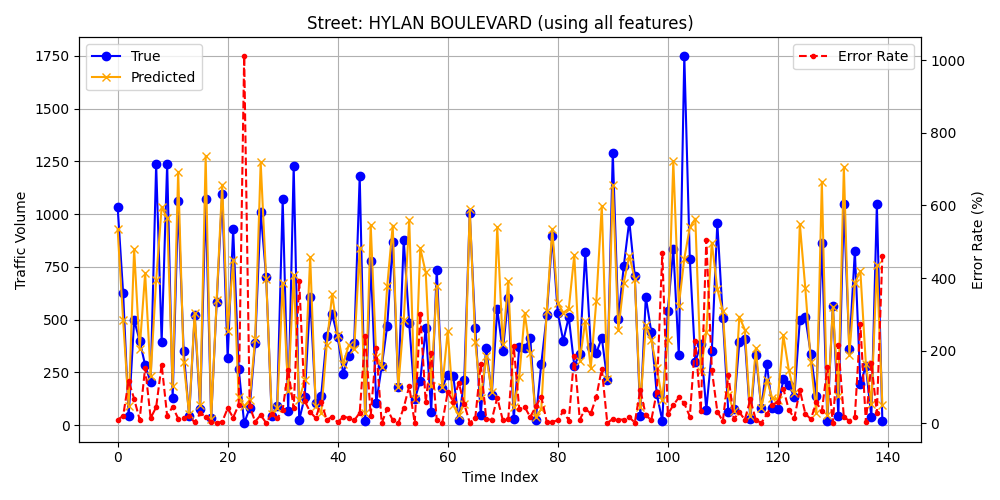 Street: HYLAN BOULEVARD (using all features)
True
Predicted
Error Rate
1750
1500
1250
1000
750
500
250
0
Traffic Volume
1000
800
600
400
200
0
Error Rate (%)
0 20 40 60 80 100 120 140
Time Index